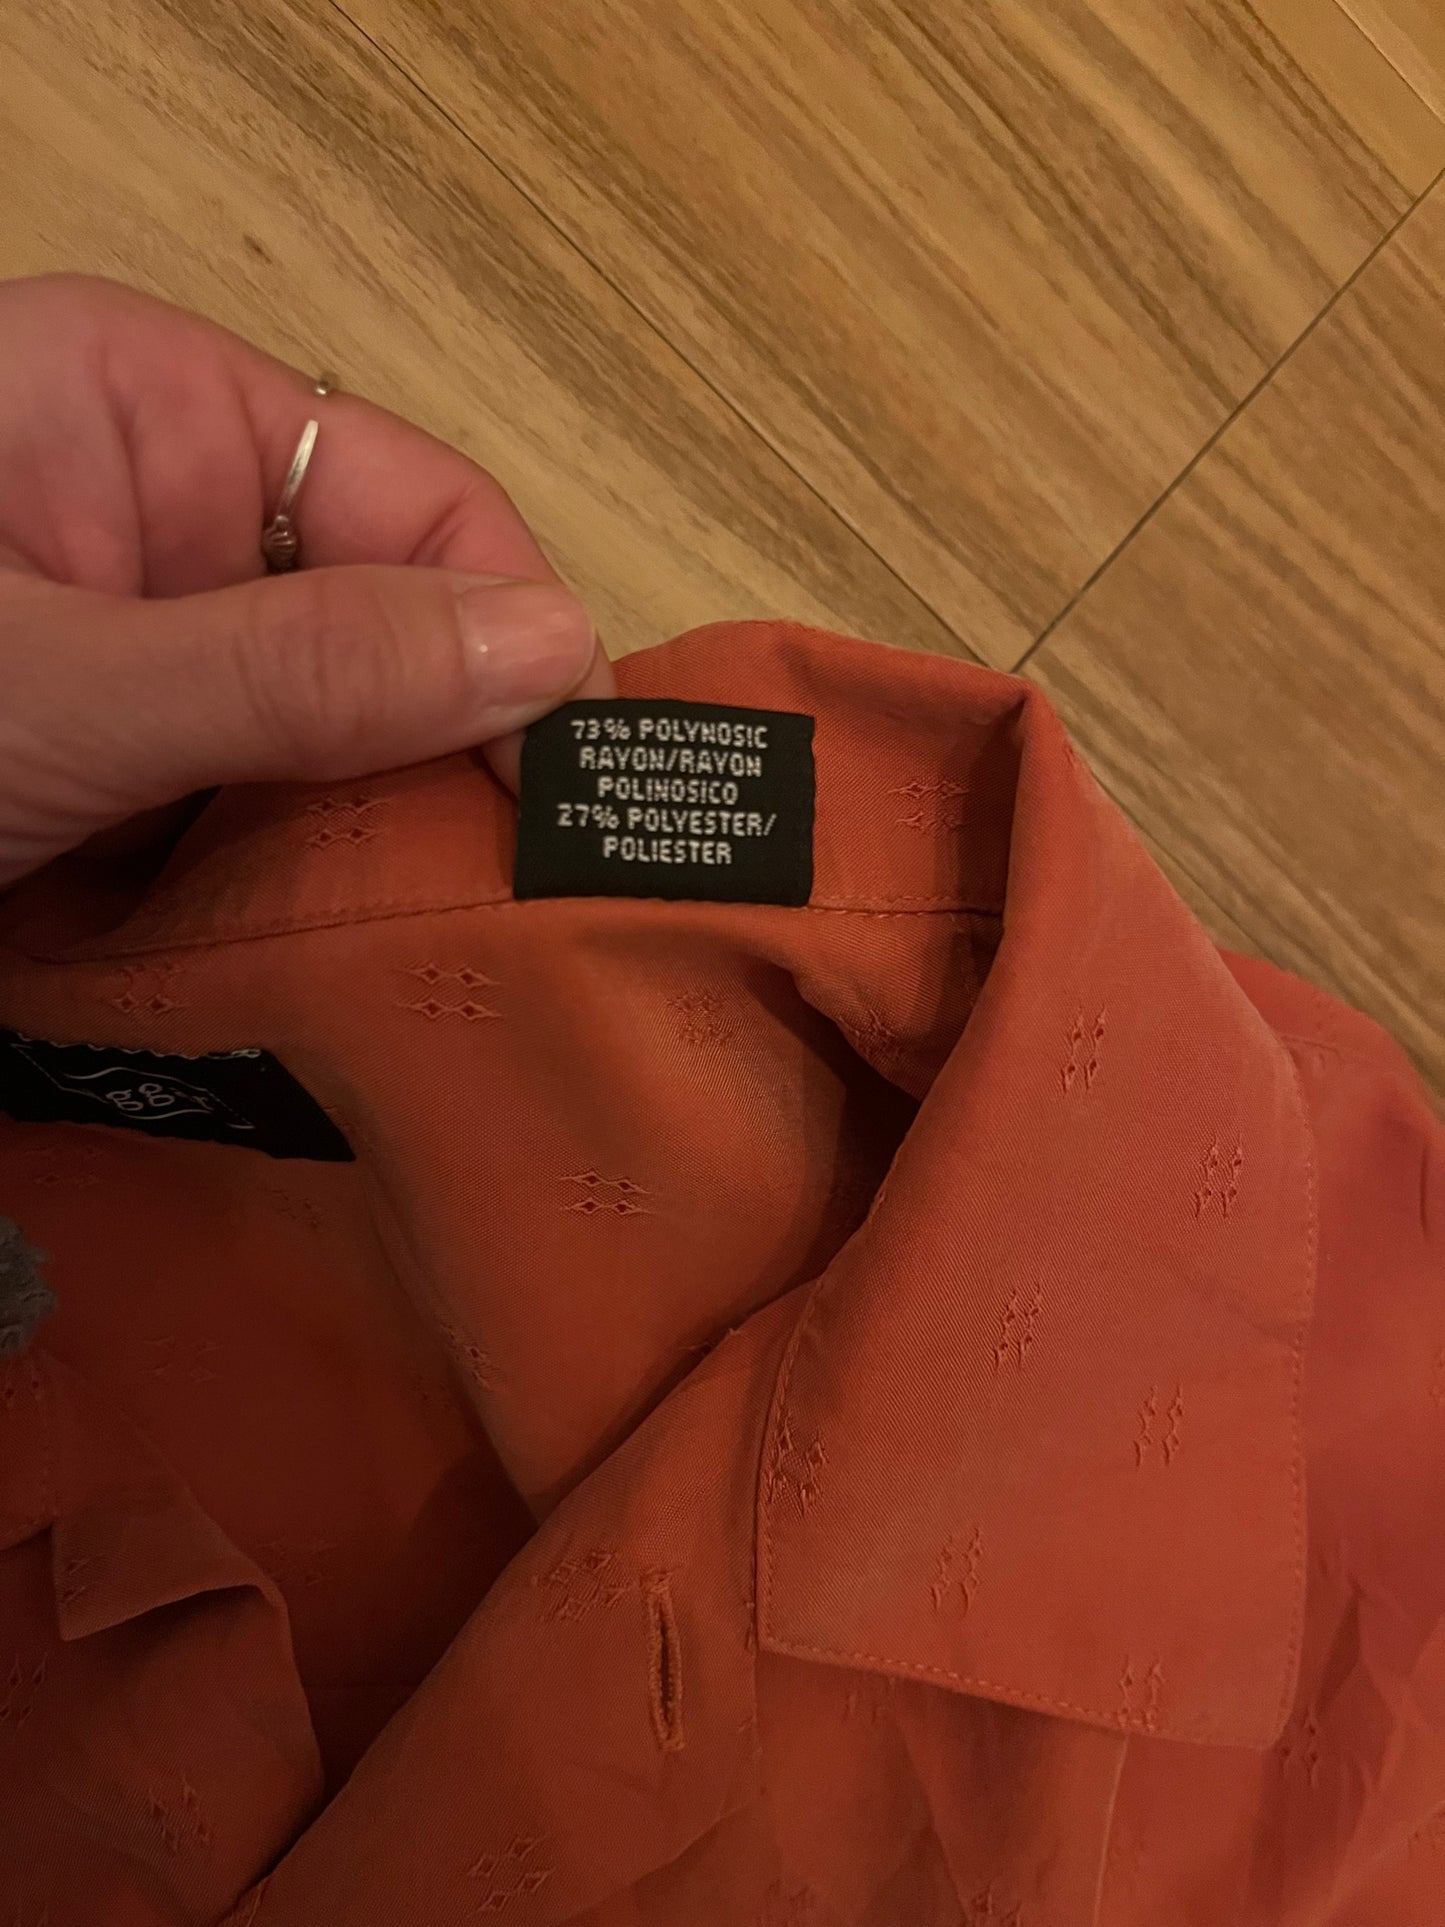 73% POLYNOSIC
RAYON/RAYON
POLINOSICO
27% POLYESTER/
POLIESTER